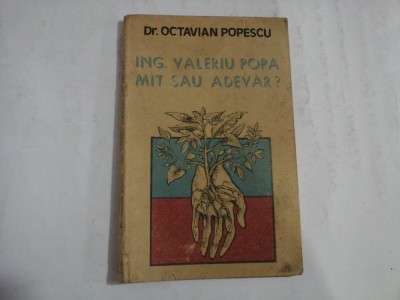 Dr. OCTAVIAN POPESCU
ING. VALERIU POPA
MIT SAU ADEVĂR?